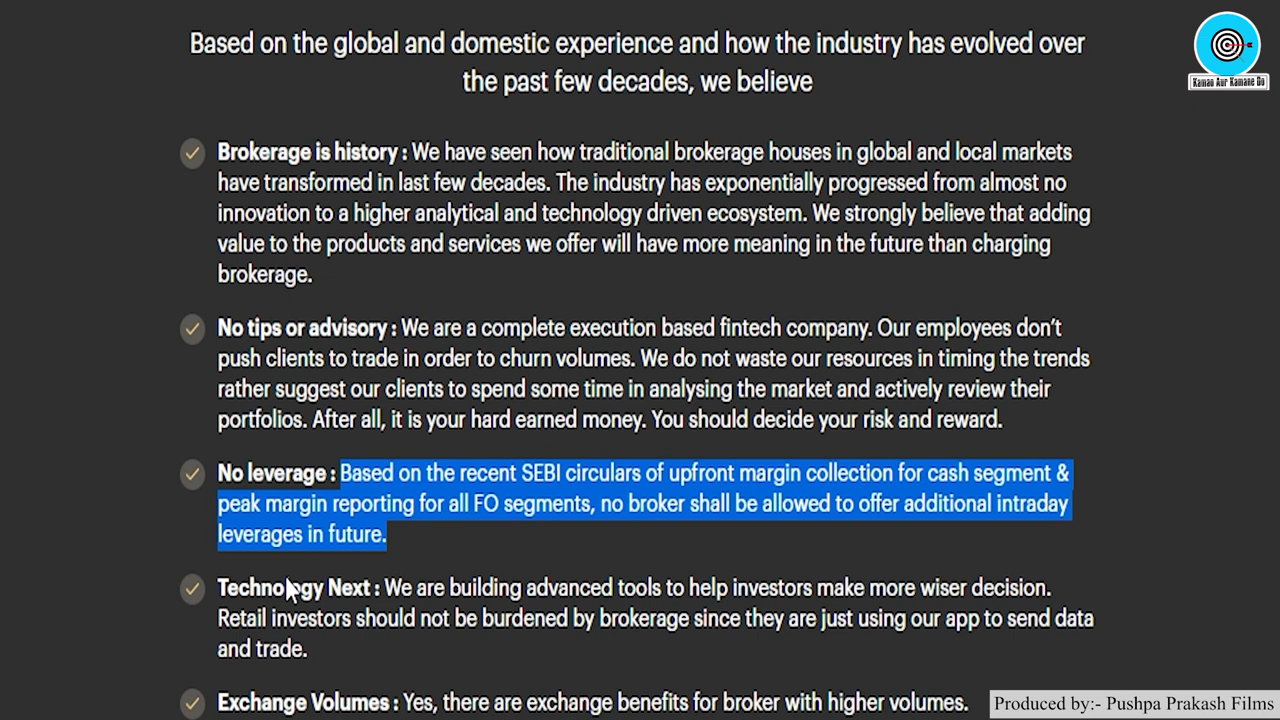 Based on the global and domestic experience and how the industry has evolved over
the past few decades, we believe
Kamao Aur Kamane Do
Brokerage is history : We have seen how traditional brokerage houses in global and local markets
have transformed in last few decades. The industry has exponentially progressed from almost no
innovation to a higher analytical and technology driven ecosystem. We strongly believe that adding
value to the products and services we offer will have more meaning in the future than charging
brokerage.
No tips or advisory : We are a complete execution based fintech company. Our employees don't
push clients to trade in order to churn volumes. We do not waste our resources in timing the trends
rather suggest our clients to spend some time in analysing the market and actively review their
portfolios. After all, it is your hard earned money. You should decide your risk and reward.
No leverage : Based on the recent SEBI circulars of upfront margin collection for cash segment &
peak margin reporting for all FO segments, no broker shall be allowed to offer additional intraday
leverages in future.
Technology Next : We are building advanced tools to help investors make more wiser decision.
Retail investors should not be burdened by brokerage since they are just using our app to send data
and trade.
Exchange Volumes : Yes, there are exchange benefits for broker with higher volumes.
Produced by:- Pushpa Prakash Films